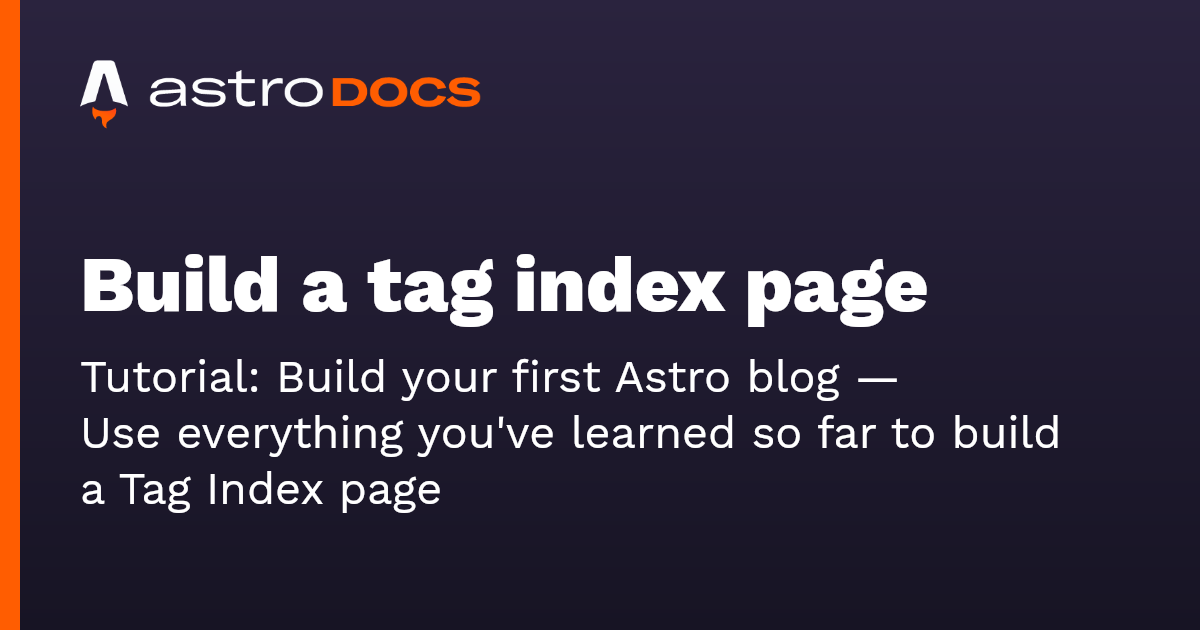 astro DOCS
Build a tag index page
Tutorial: Build your first Astro blog —
Use everything you've learned so far to build
a Tag Index page